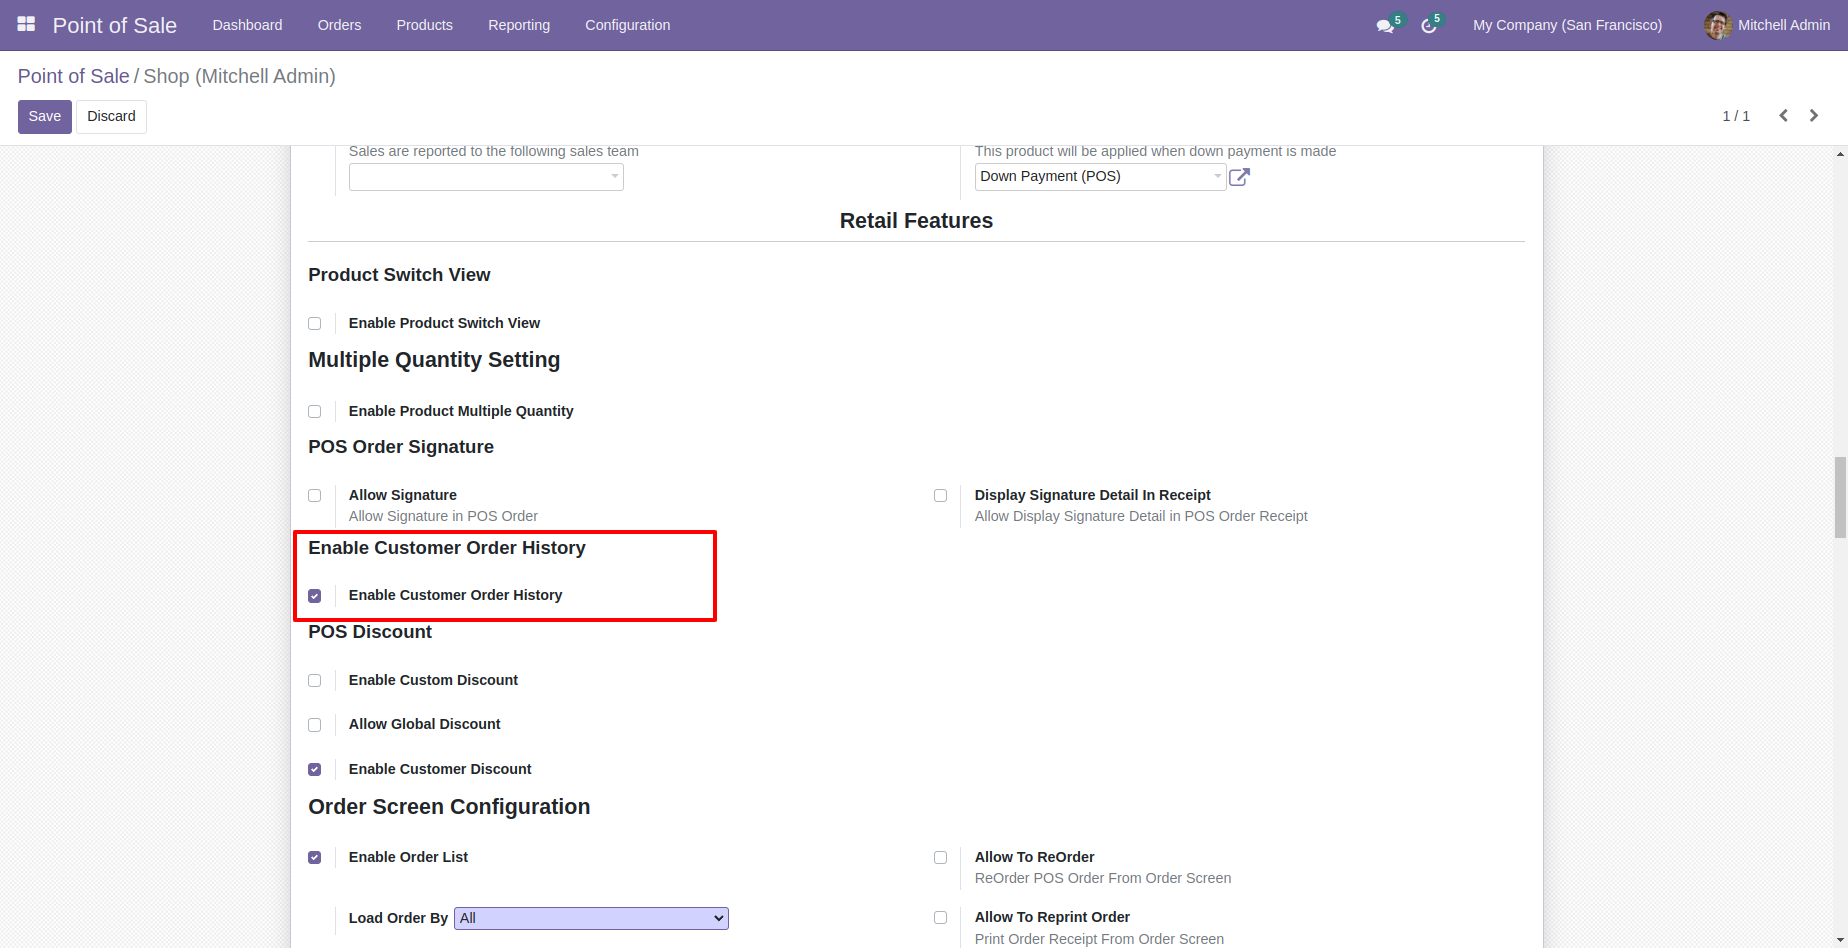 Point of Sale Dashboard Orders Products Reporting Configuration 5 5 My Company (San Francisco) Mitchell Admin
Point of Sale / Shop (Mitchell Admin)
Save Discard 1 / 1
Sales are reported to the following sales team This product will be applied when down payment is made
Down Payment (POS)
Retail Features
Product Switch View
Enable Product Switch View
Multiple Quantity Setting
Enable Product Multiple Quantity
POS Order Signature
Allow Signature Display Signature Detail In Receipt
Allow Signature in POS Order Allow Display Signature Detail in POS Order Receipt
Enable Customer Order History
Enable Customer Order History
POS Discount
Enable Custom Discount
Allow Global Discount
Enable Customer Discount
Order Screen Configuration
Enable Order List Allow To ReOrder
ReOrder POS Order From Order Screen
Load Order By All Allow To Reprint Order
Print Order Receipt From Order Screen